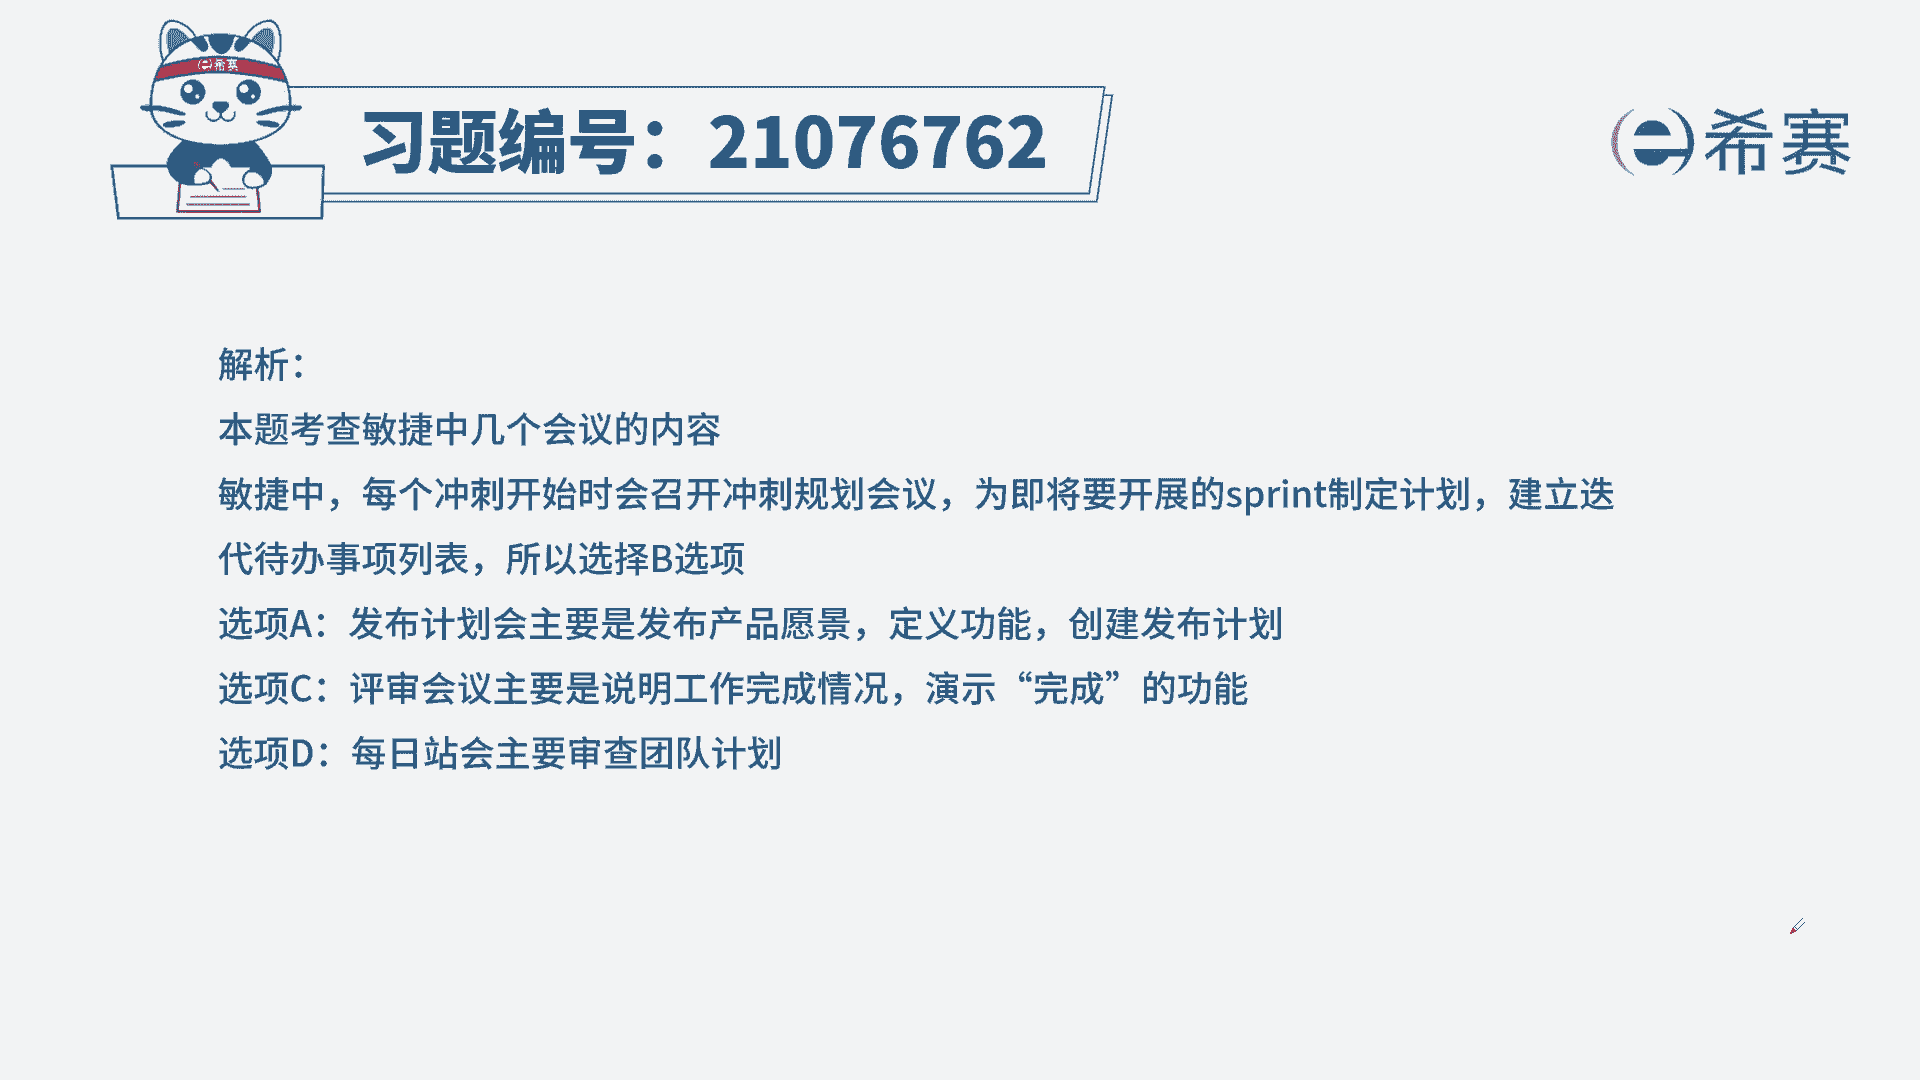 e希赛
习题编号：21076762
e希赛
解析：
本题考查敏捷中几个会议的内容
敏捷中，每个冲刺开始时会召开冲刺规划会议，为即将要开展的sprint制定计划，建立迭
代待办事项列表，所以选择B选项
选项A：发布计划会主要是发布产品愿景，定义功能，创建发布计划
选项C：评审会议主要是说明工作完成情况，演示“完成”的功能
选项D：每日站会主要审查团队计划